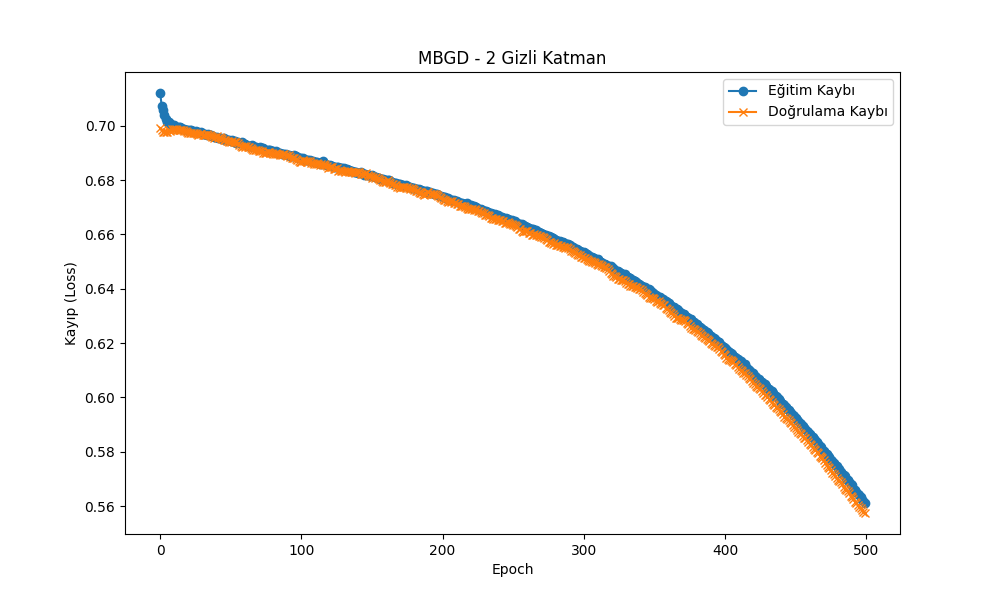 MBGD - 2 Gizli Katman
Eğitim Kaybı
Doğrulama Kaybı
Kayıp (Loss)
0.70
0.68
0.66
0.64
0.62
0.60
0.58
0.56
0
100
200
300
400
500
Epoch